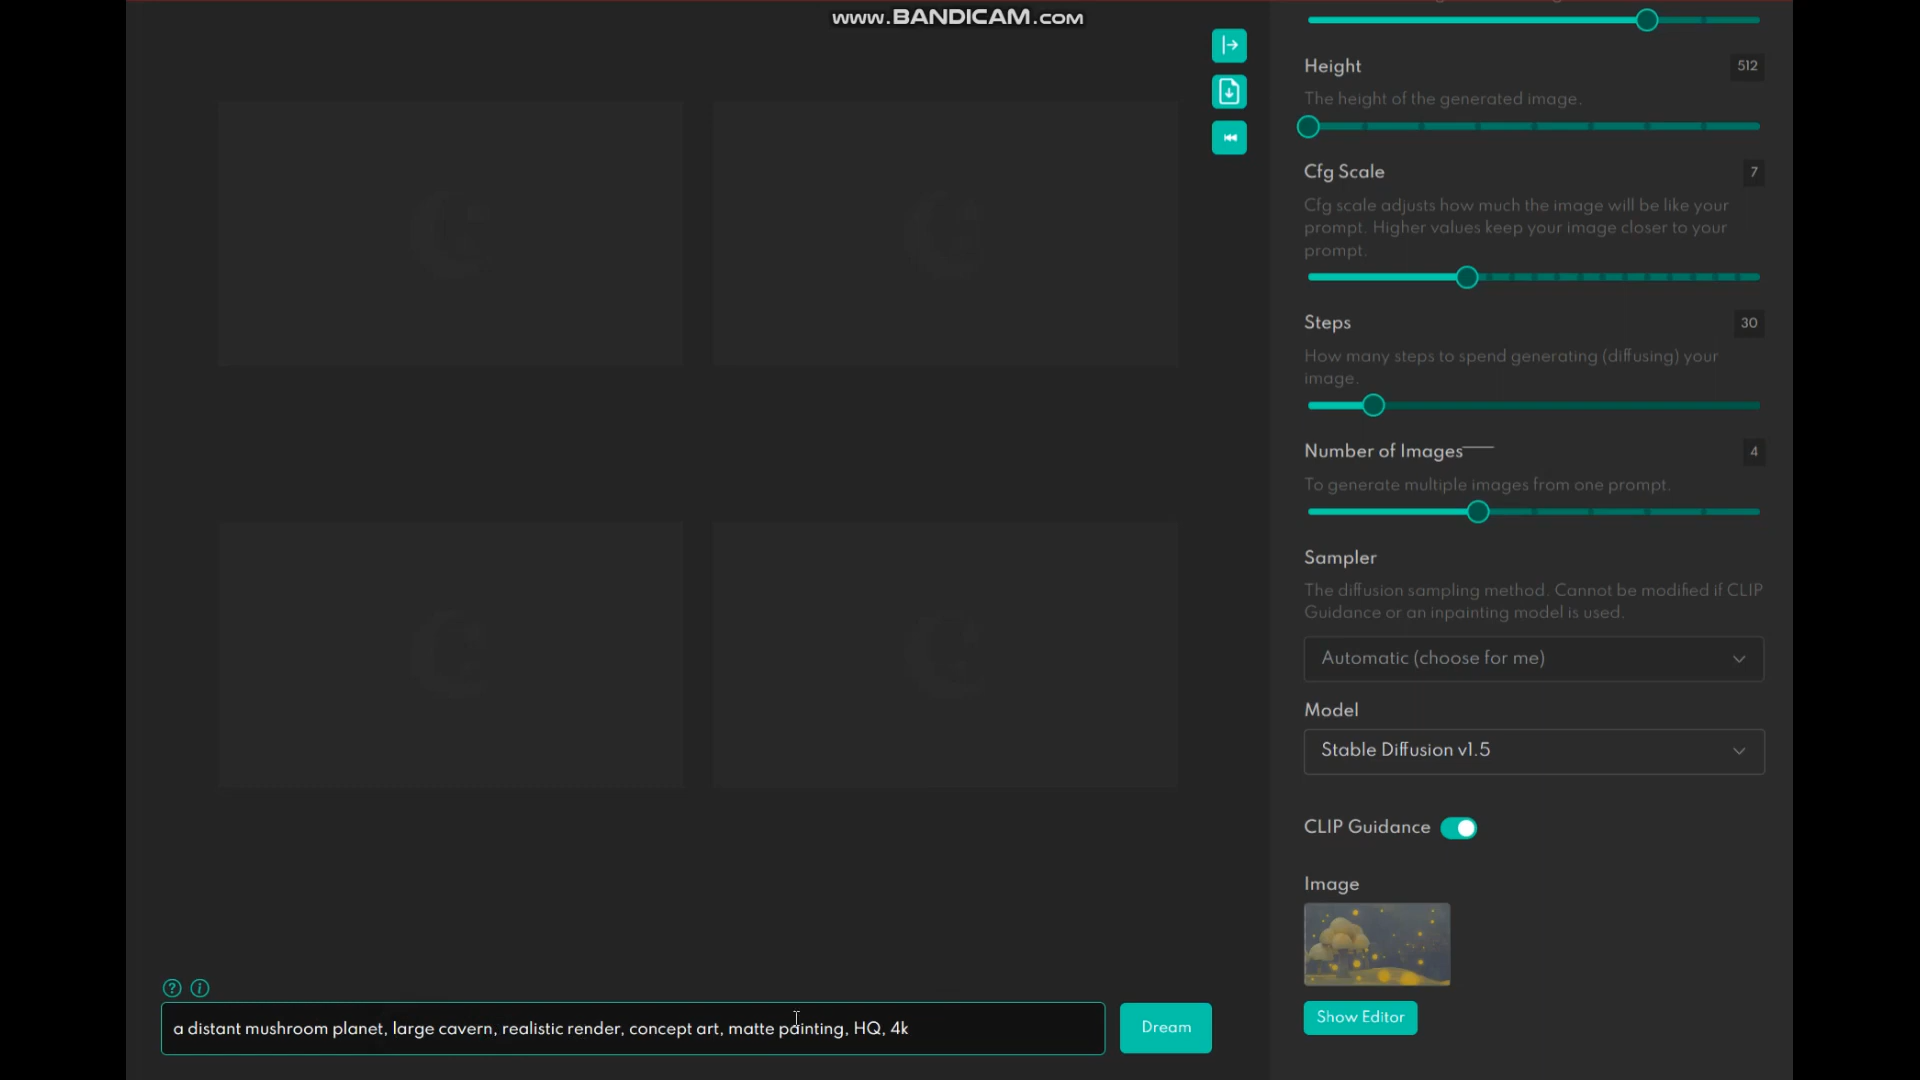 www.BANDICAM.com
Height
512
The height of the generated image.
Cfg Scale
7
Cfg scale adjusts how much the image will be like your
prompt. Higher values keep your image closer to your
prompt.
Steps
30
How many steps to spend generating (diffusing) your
image.
Number of Images
4
To generate multiple images from one prompt.
Sampler
The diffusion sampling method. Cannot be modified if CLIP
Guidance or an inpainting model is used.
Automatic (choose for me)
Model
Stable Diffusion v1.5
CLIP Guidance
Image
Show Editor
a distant mushroom planet, large cavern, realistic render, concept art, matte painting, HQ, 4k
Dream